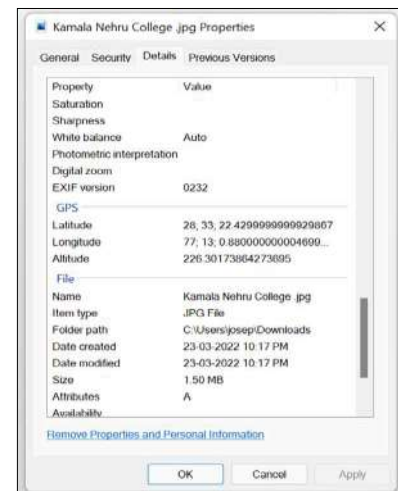 Kamala Nehru College .jpg Properties
General Security Details Previous Versions
Property Value
Saturation
Sharpness
White balance Auto
Photometric interpretation
Digital zoom
EXIF version 0232
GPS
Latitude 28; 33; 22.4299999999929867
Longitude 77; 13; 0.880000000004699...
Altitude 226.30173864273695
File
Name Kamala Nehru College .jpg
Item type JPG File
Folder path C:\Users\josep\Downloads
Date created 23-03-2022 10:17 PM
Date modified 23-03-2022 10:17 PM
Size 1.50 MB
Attributes A
Availability
Remove Properties and Personal Information
OK Cancel Apply